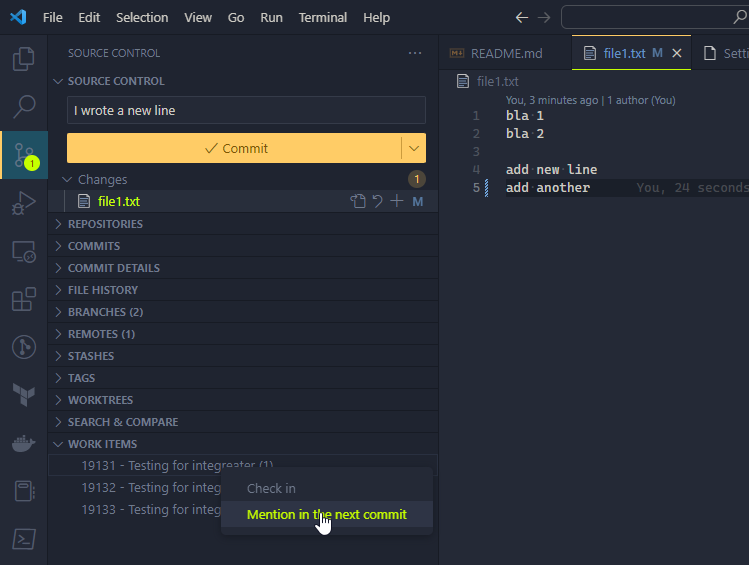 File Edit Selection View Go Run Terminal Help
SOURCE CONTROL
SOURCE CONTROL
I wrote a new line
Commit
Changes 1
file1.txt M
REPOSITORIES
COMMITS
COMMIT DETAILS
FILE HISTORY
BRANCHES (2)
REMOTES (1)
STASHES
TAGS
WORKTREES
SEARCH & COMPARE
WORK ITEMS
19131 - Testing for integreater (1)
19132 - Testing for integ
19133 - Testing for integ
Check in
Mention in the next commit
1
README.md file1.txt M Setti
file1.txt
You, 3 minutes ago | 1 author (You)
1 bla 1
2 bla 2
3
4 add new line
5 add another You, 24 seconds